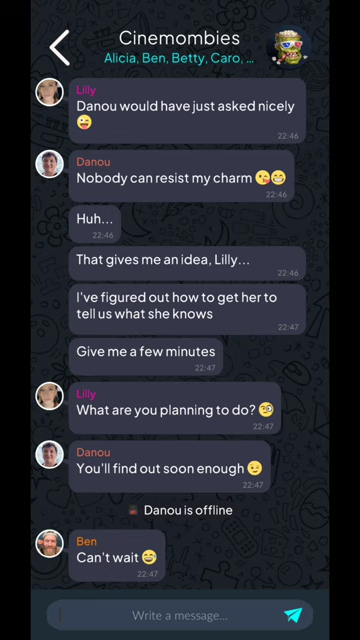 Cinemombies
Alicia, Ben, Betty, Caro, ...
Lilly
Danou would have just asked nicely
😜
22:46
Danou
Nobody can resist my charm 😘😁
22:46
Huh...
22:46
That gives me an idea, Lilly...
22:46
I've figured out how to get her to
tell us what she knows
22:47
Give me a few minutes
22:47
Lilly
What are you planning to do? 🧐
22:47
Danou
You'll find out soon enough 😏
22:47
Danou is offline
Ben
Can't wait 😂
22:47
Write a message...